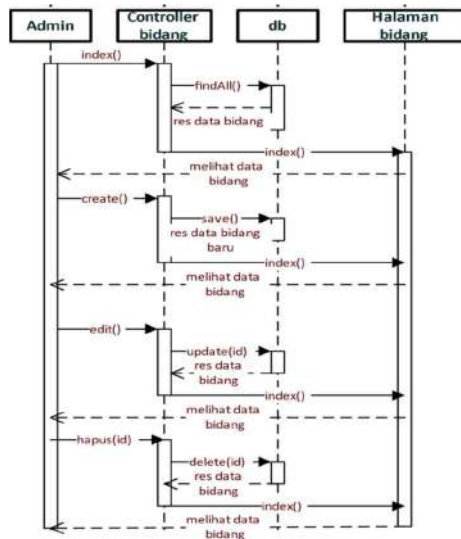 Admin
Controller
bidang
db
Halaman
bidang
index()
findAll()
res data
bidang
index()
melihat data
bidang
create()
save()
res data bidang
baru
index()
melihat data
bidang
edit()
update(id)
res data
bidang
index()
melihat data
bidang
hapus(id)
delete(id)
res data
bidang
index()
melihat data
bidang